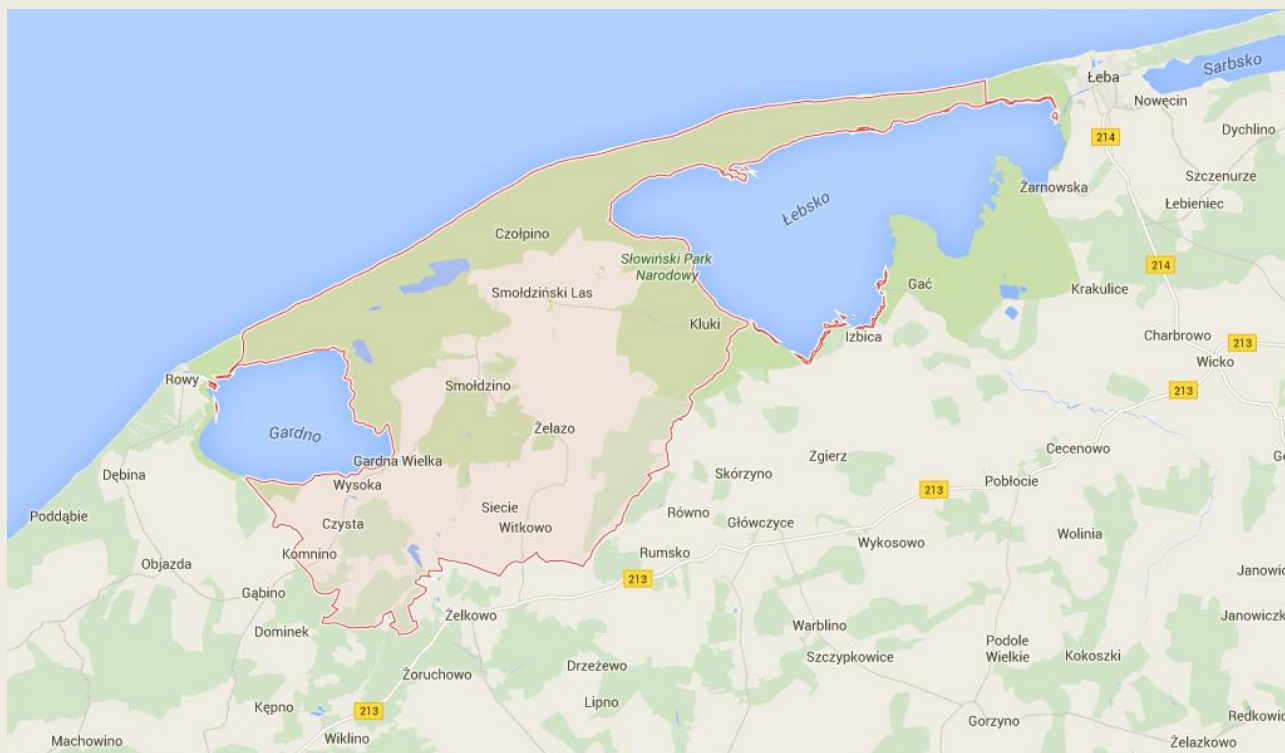 Łeba
Sarbsko
Nowęcin
214
Dychlino
Szczenurze
Żarnowska
Łebieniec
Łebsko
Czołpino
Słowiński Park
Narodowy
214
Smołdziński Las
Gać
Krakulice
Kluki
Izbica
Charbrowo
213
Wicko
Rowy
Smołdzino
213
Gardno
Żelazo
Cecenowo
Gardna Wielka
Zgierz
Dębina
Skórzyno
Wysoka
213
Pobłocie
Siecie
Równo
Poddąbie
Czysta
Witkowo
Główczyce
Wolinia
Wykosowo
Komnino
Rumsko
Objazda
Janowic
213
Gąbino
Żelkowo
Janowiczk
Dominek
Warblino
Podole
Wielkie
Szczypkowice
Kokoszki
Drzeżewo
Żoruchowo
Lipno
Kępno
213
Gorzyno
Redkowic
Wiklino
Machowino
Żelazkowo